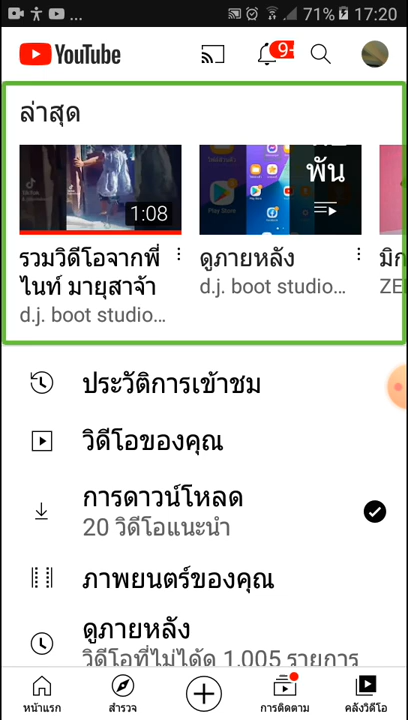 71% 17:20
YouTube
9+
ล่าสุด
TikTok
1:08
Play Store
พัน
รวมวิดีโอจากพี่
ไนท์ มายุสาจ้า
d.j. boot studio...
ดูภายหลัง
d.j. boot studio...
มิก
ZE
ประวัติการเข้าชม
วิดีโอของคุณ
การดาวน์โหลด
20 วิดีโอแนะนำ
ภาพยนตร์ของคุณ
ดูภายหลัง
วิดีโอที่ไม่ได้ดู 1,005 รายการ
หน้าแรก
สำรวจ
การติดตาม
คลังวิดีโอ